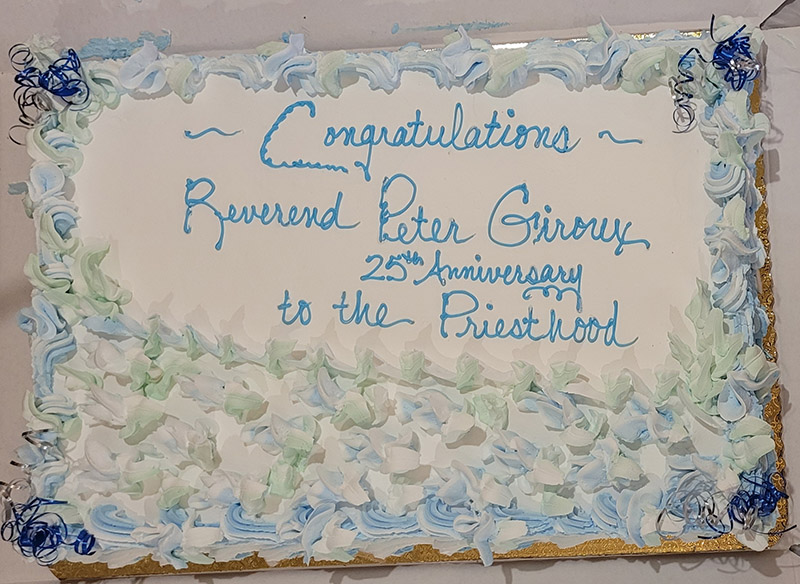 ~ Congratulations ~
Reverend Peter Giroux
25th Anniversary
to the Priesthood